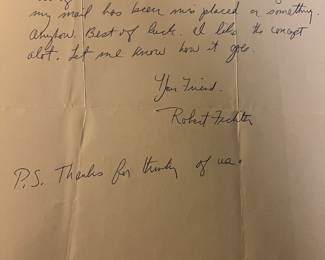 my mail has been misplaced or something.
Anyhow. Best of luck. I like the concept
alot. Let me know how it goes.
Your Friend.
Robert Fichter
P.S. Thanks for thinking of us.